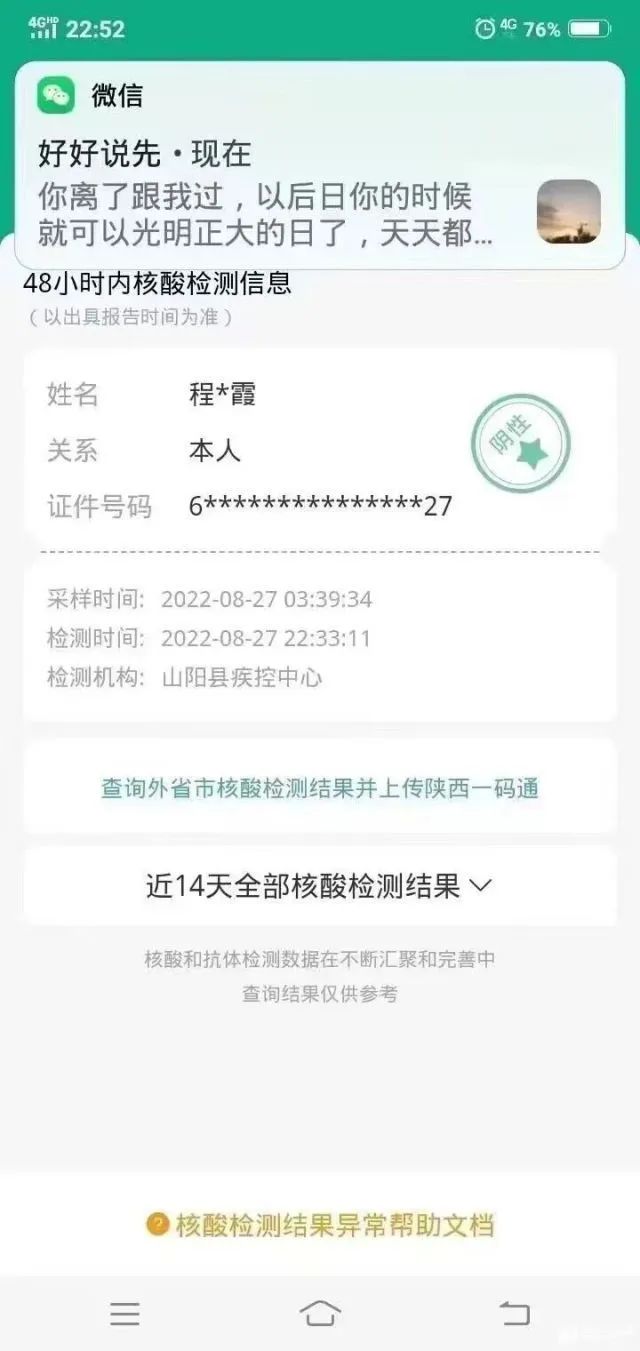 4GHD 22:52
4G 76%
微信
好好说先·现在
你离了跟我过，以后日你的时候
就可以光明正大的日了，天天都...
48小时内核酸检测信息
（以出具报告时间为准）
姓名 程*霞
关系 本人
证件号码 6***************27
阴性
采样时间: 2022-08-27 03:39:34
检测时间: 2022-08-27 22:33:11
检测机构: 山阳县疾控中心
查询外省市核酸检测结果并上传陕西一码通
近14天全部核酸检测结果
核酸和抗体检测数据在不断汇聚和完善中
查询结果仅供参考
? 核酸检测结果异常帮助文档